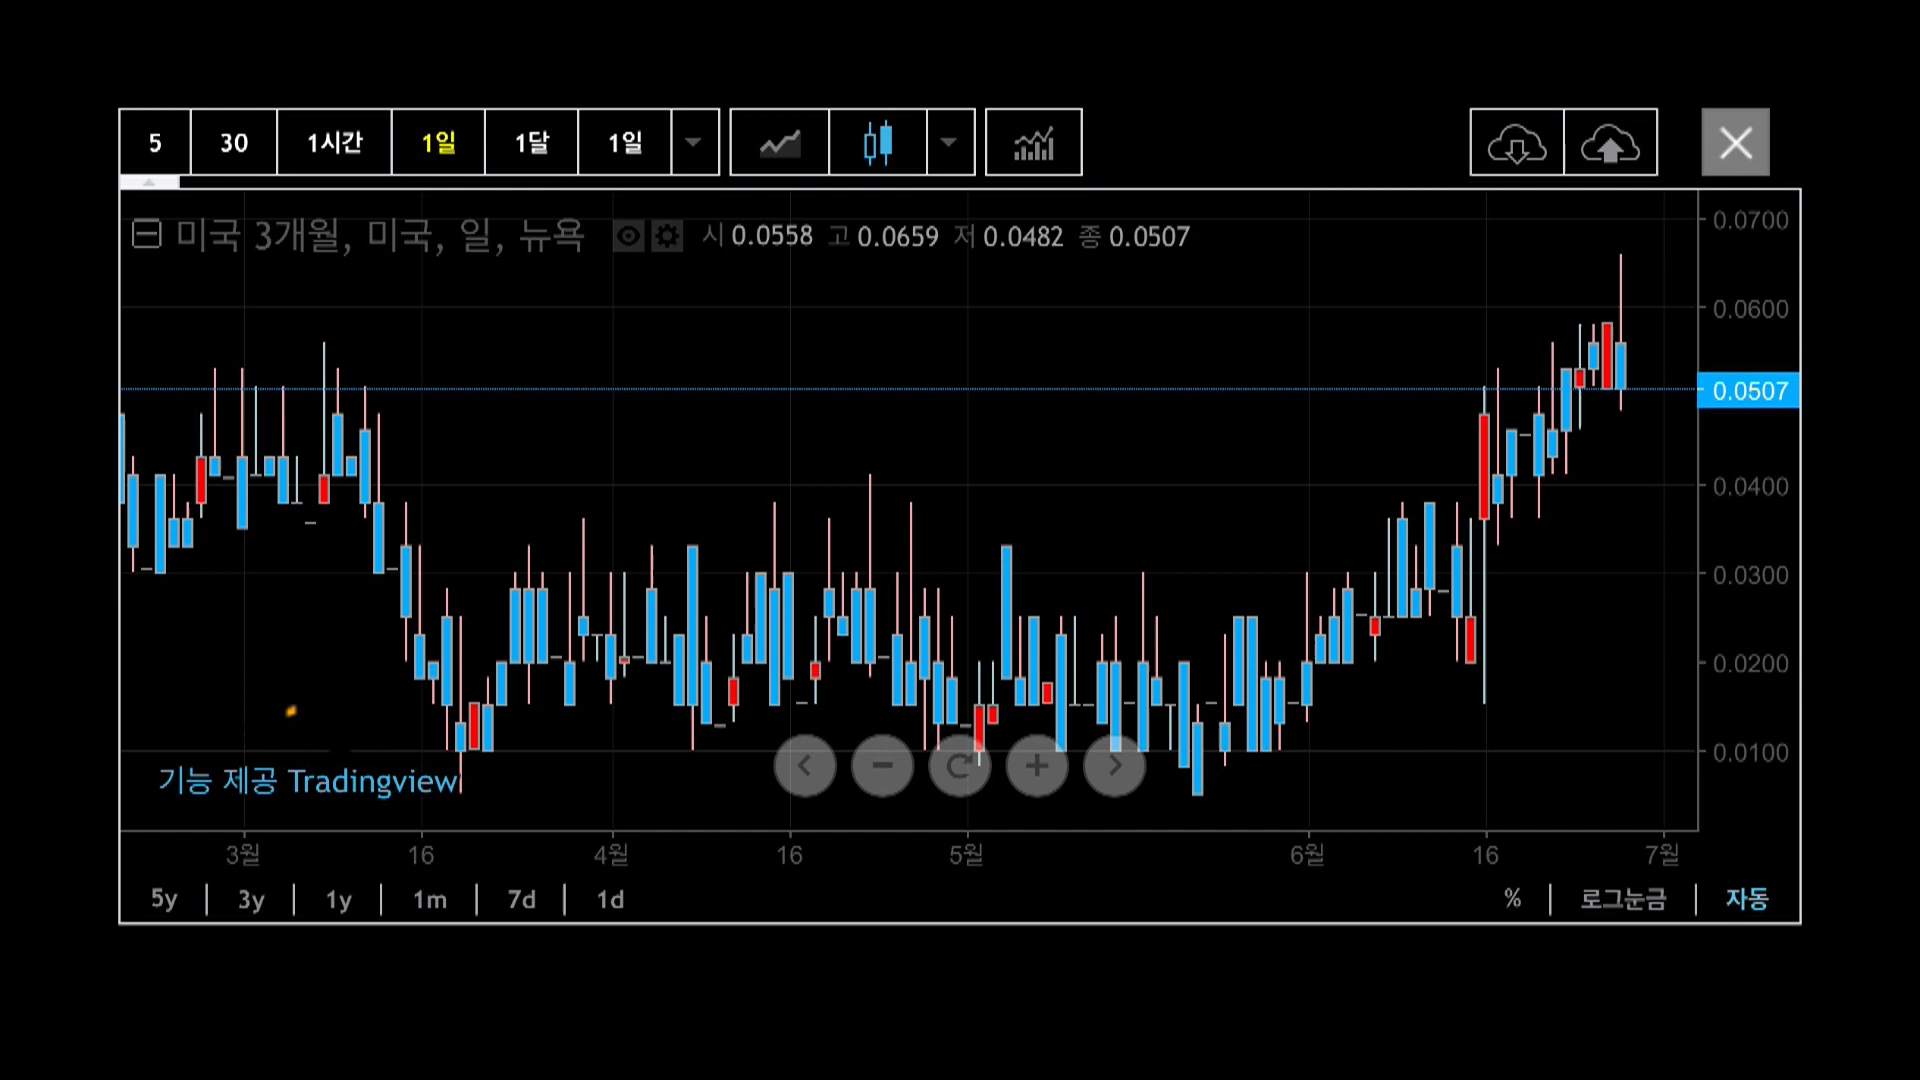 5 30 1시간 1일 1달 1일
미국 3개월, 미국, 일, 뉴욕 시 0.0558 고 0.0659 저 0.0482 종 0.0507
0.0700
0.0600
0.0507
0.0400
0.0300
0.0200
0.0100
기능 제공 Tradingview
3월 16 4월 16 5월 6월 16 7월
5y | 3y | 1y | 1m | 7d | 1d % | 로그눈금 | 자동